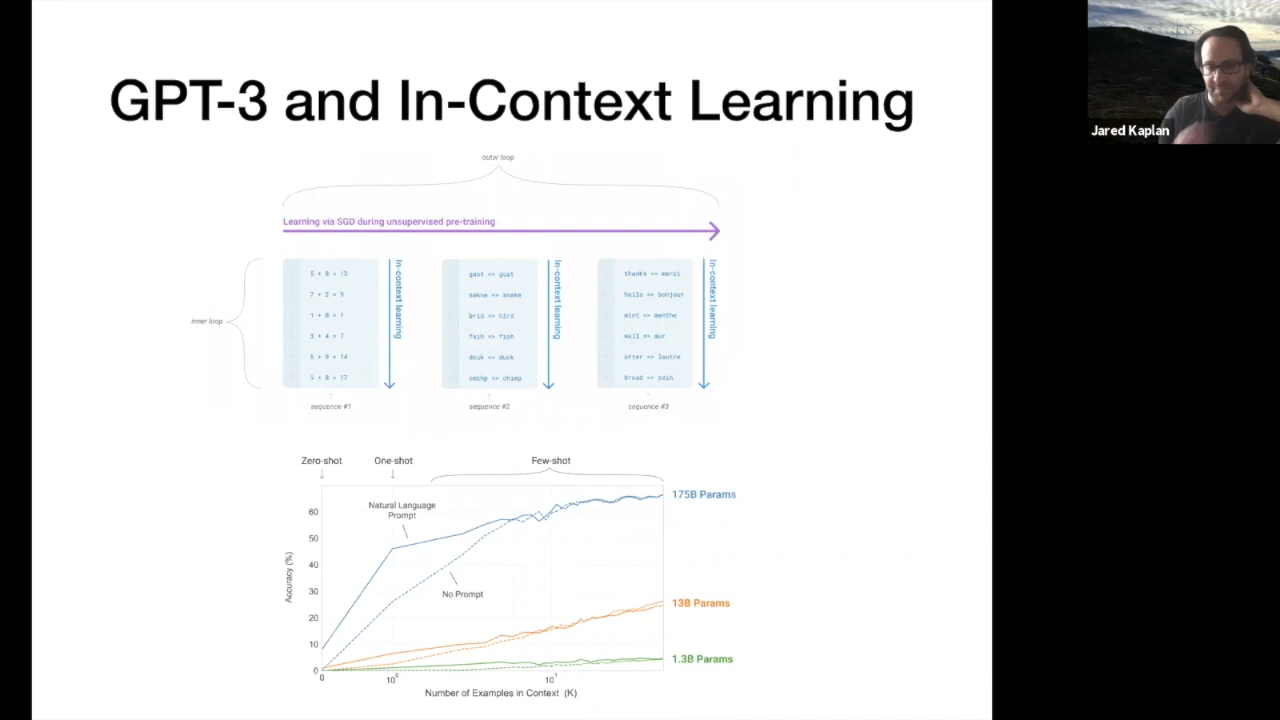 GPT-3 and In-Context Learning
Jared Kaplan
outer loop
Learning via SGD during unsupervised pre-training
inner loop
5 + 8 = 13
7 + 2 = 9
1 + 0 = 1
3 + 4 = 7
5 + 9 = 14
9 + 8 = 17
In-context learning
sequence #1
gaot => goat
sakne => snake
brid => bird
fsih => fish
dcuk => duck
cmihp => chimp
In-context learning
sequence #2
thanks => merci
hello => bonjour
mint => menthe
wall => mur
otter => loutre
bread => pain
In-context learning
sequence #3
Zero-shot
One-shot
Few-shot
Natural Language
Prompt
No Prompt
175B Params
13B Params
1.3B Params
Accuracy (%)
60
50
40
30
20
10
0
0
10⁰
10¹
Number of Examples in Context (K)